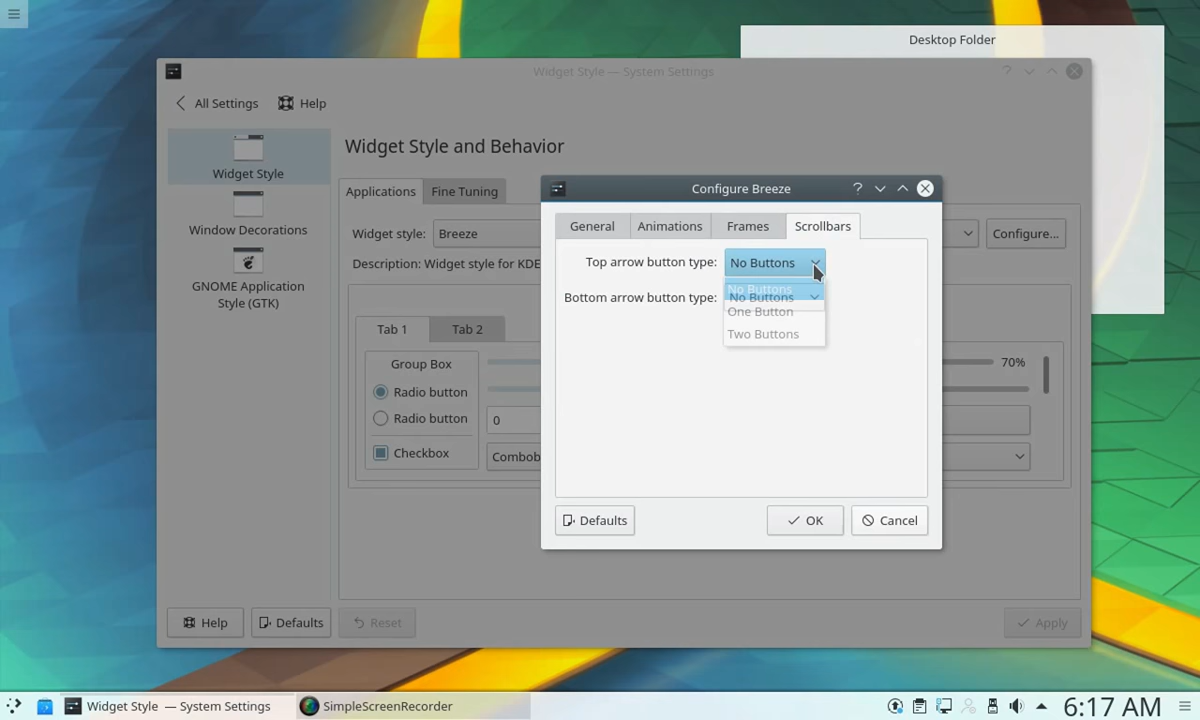 Desktop Folder
Widget Style — System Settings
All Settings
Help
Widget Style
Window Decorations
GNOME Application
Style (GTK)
Widget Style and Behavior
Applications
Fine Tuning
Widget style:
Breeze
Configure...
Description: Widget style for KDE
Tab 1
Tab 2
Group Box
Radio button
Radio button
Checkbox
0
Combob
70%
Configure Breeze
General
Animations
Frames
Scrollbars
Top arrow button type:
No Buttons
Bottom arrow button type:
No Buttons
No Buttons
One Button
Two Buttons
Defaults
OK
Cancel
Help
Defaults
Reset
Apply
Widget Style — System Settings
SimpleScreenRecorder
6:17 AM